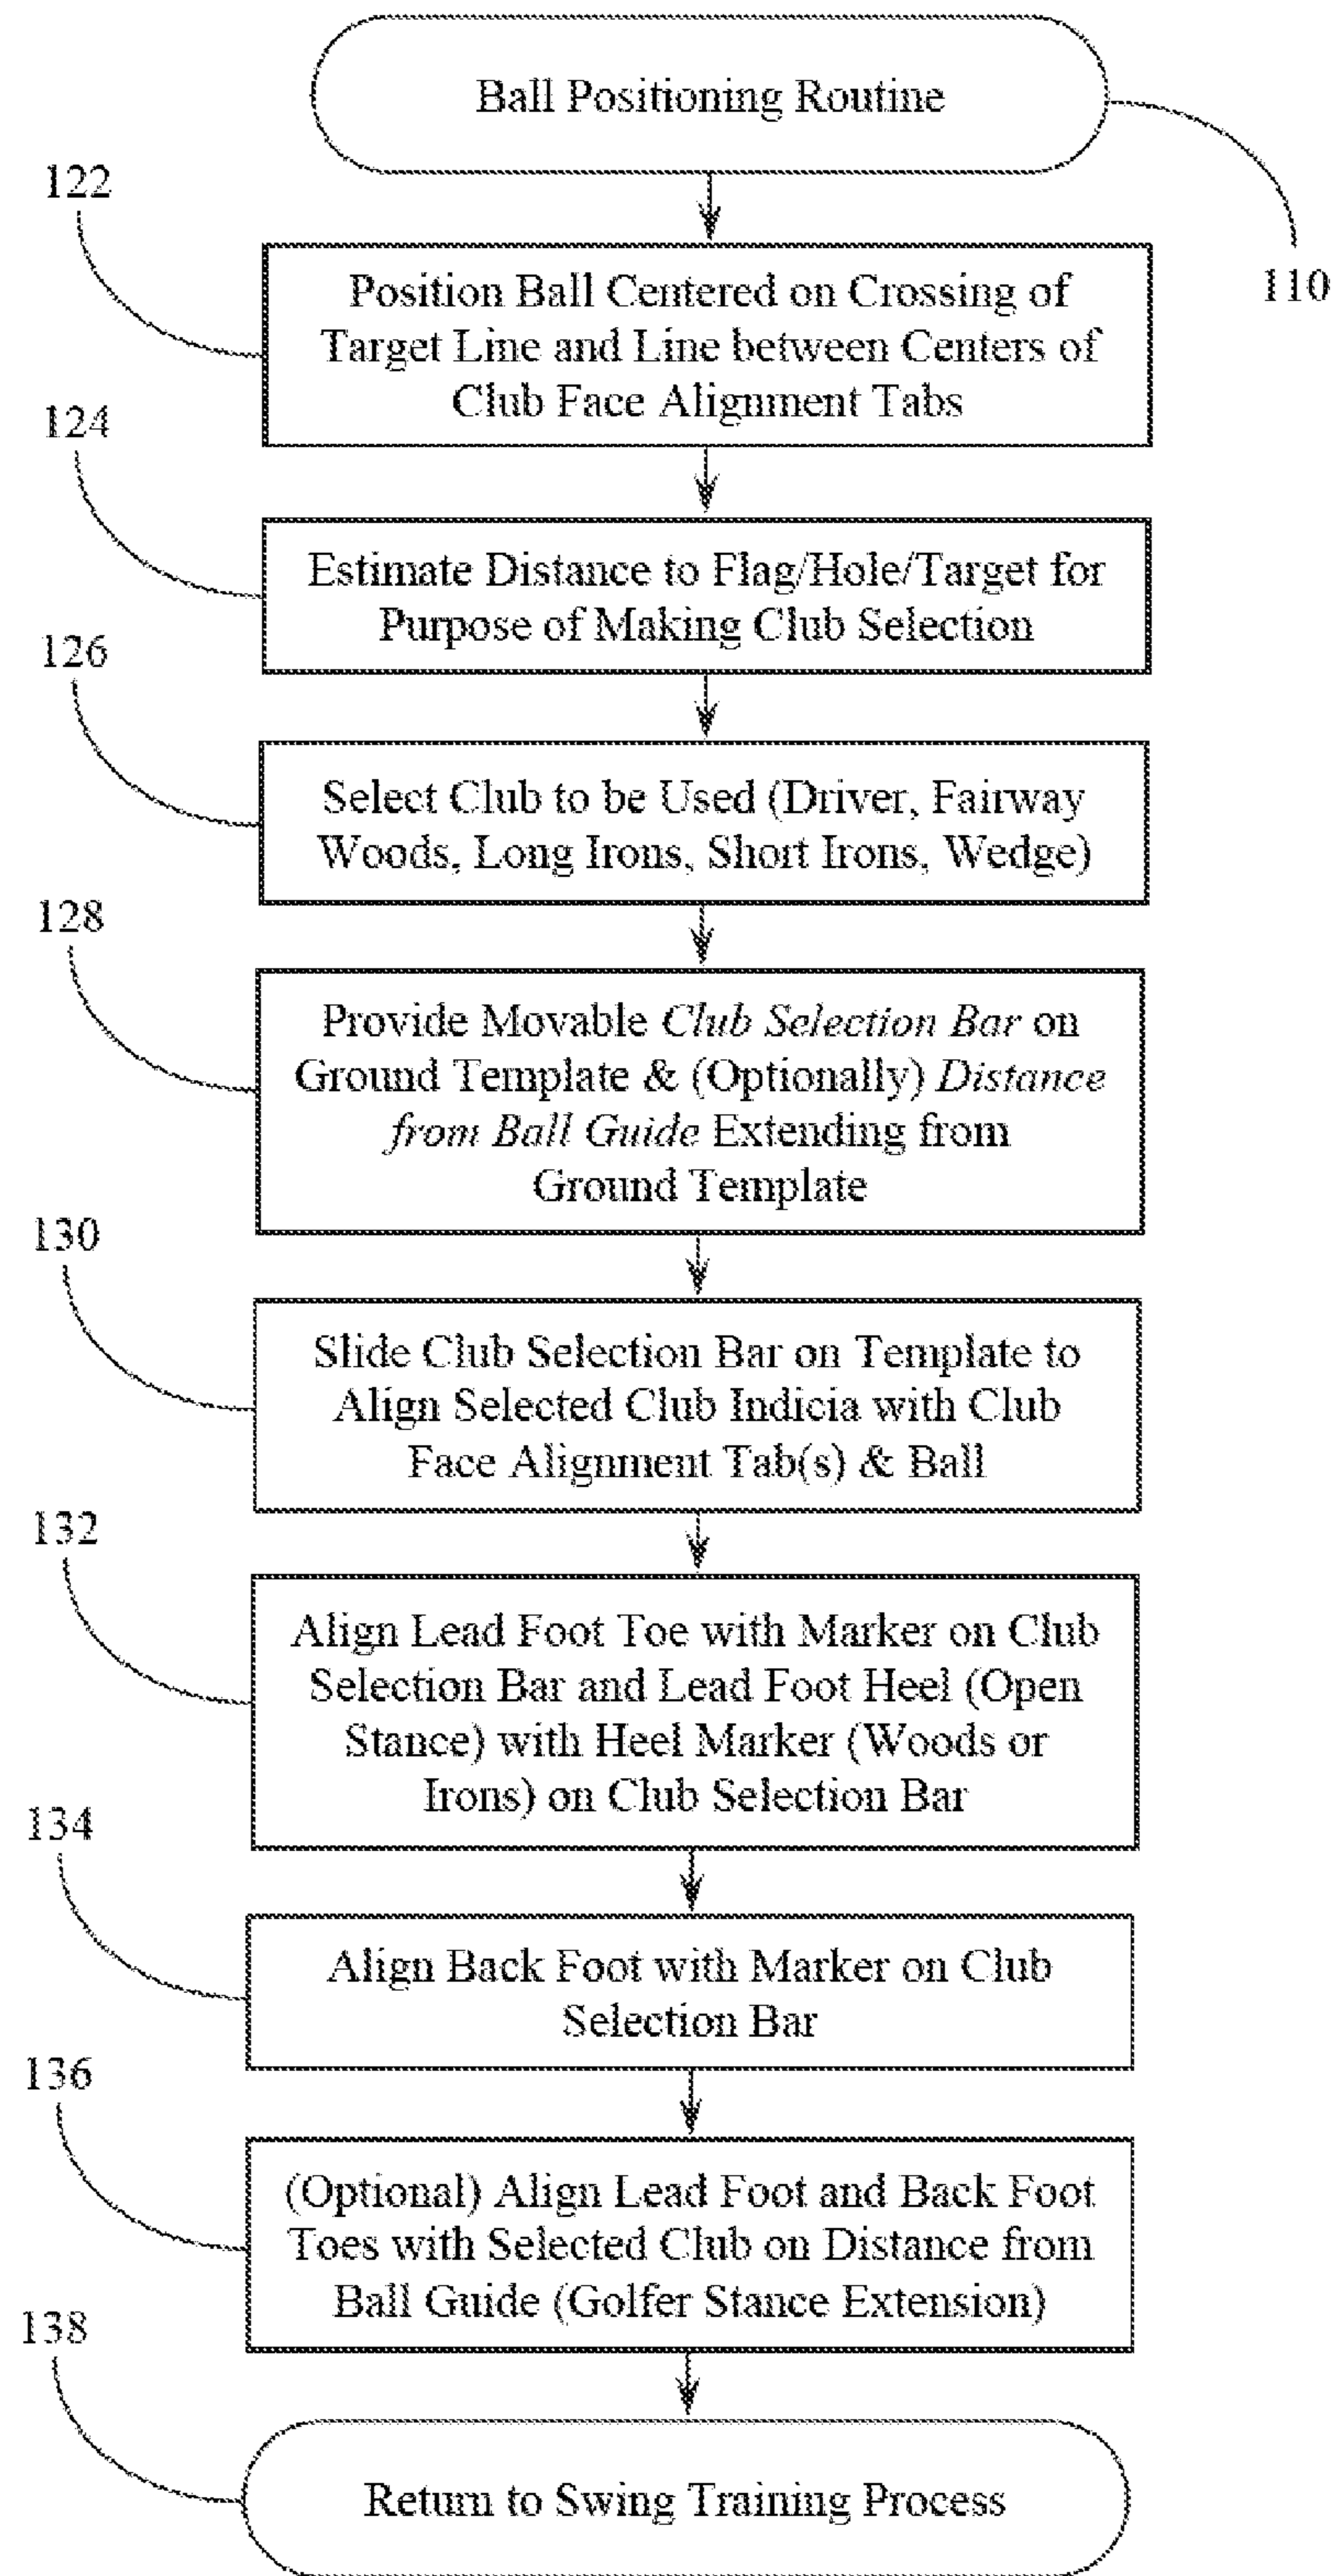 Ball Positioning Routine
110
122
Position Ball Centered on Crossing of
Target Line and Line between Centers of
Club Face Alignment Tabs
124
Estimate Distance to Flag/Hole/Target for
Purpose of Making Club Selection
126
Select Club to be Used (Driver, Fairway
Woods, Long Irons, Short Irons, Wedge)
128
Provide Movable Club Selection Bar on
Ground Template & (Optionally) Distance
from Ball Guide Extending from
Ground Template
130
Slide Club Selection Bar on Template to
Align Selected Club Indicia with Club
Face Alignment Tab(s) & Ball
132
Align Lead Foot Toe with Marker on Club
Selection Bar and Lead Foot Heel (Open
Stance) with Heel Marker (Woods or
Irons) on Club Selection Bar
134
Align Back Foot with Marker on Club
Selection Bar
136
(Optional) Align Lead Foot and Back Foot
Toes with Selected Club on Distance from
Ball Guide (Golfer Stance Extension)
138
Return to Swing Training Process